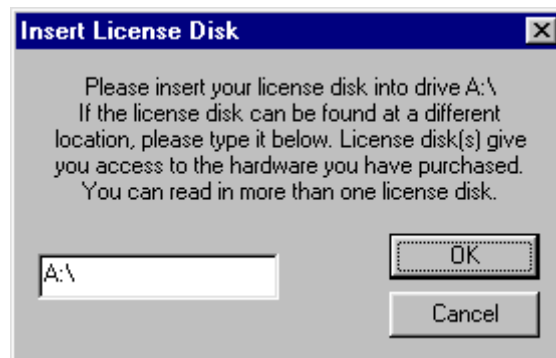 Insert License Disk
Please insert your license disk into drive A:\
If the license disk can be found at a different
location, please type it below. License disk(s) give
you access to the hardware you have purchased.
You can read in more than one license disk.
A:\
OK
Cancel